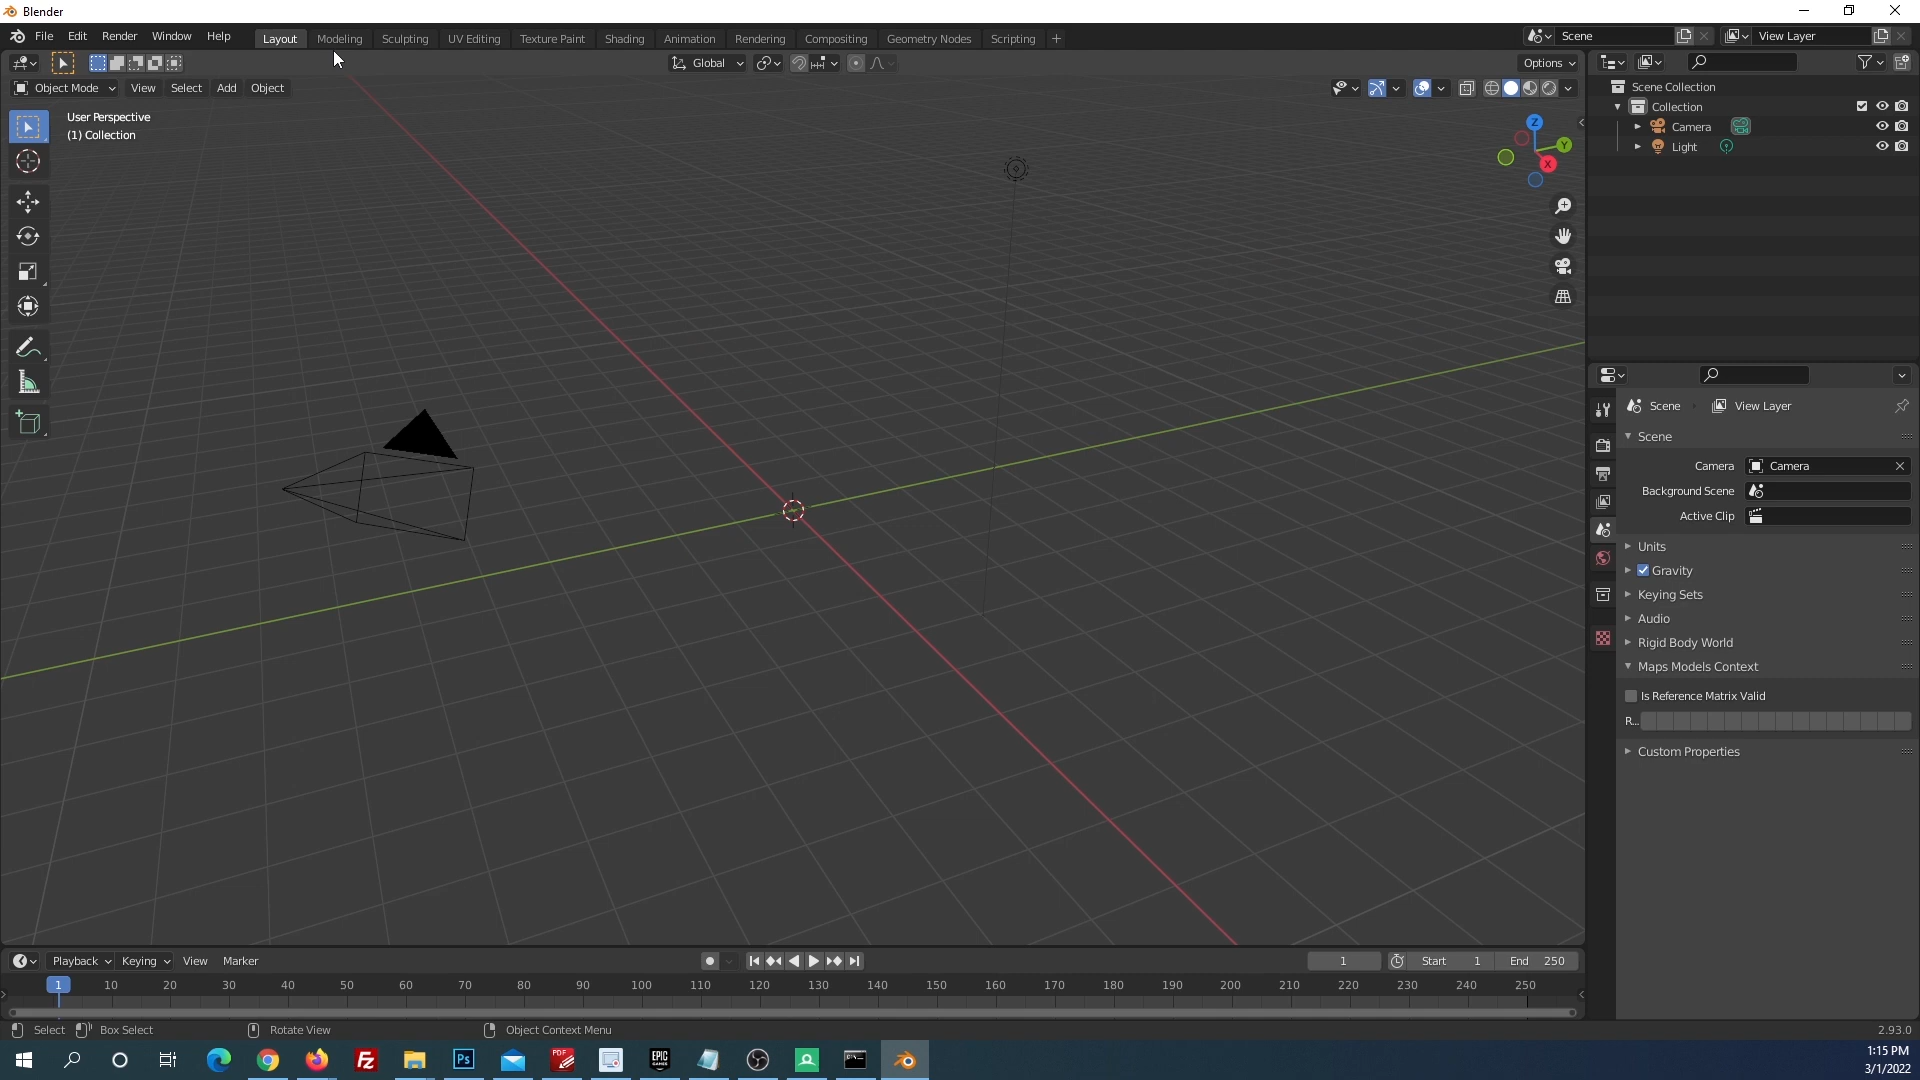 Blender
File Edit Render Window Help Layout Modeling Sculpting UV Editing Texture Paint Shading Animation Rendering Compositing Geometry Nodes Scripting + Scene View Layer
Global Options
Object Mode View Select Add Object
User Perspective
(1) Collection
Z
Y
X
Scene Collection
Collection
Camera
Light
Scene View Layer
Scene
Camera Camera
Background Scene
Active Clip
Units
Gravity
Keying Sets
Audio
Rigid Body World
Maps Models Context
Is Reference Matrix Valid
R...
Custom Properties
Playback Keying View Marker 1 Start 1 End 250
1 10 20 30 40 50 60 70 80 90 100 110 120 130 140 150 160 170 180 190 200 210 220 230 240 250
Select Box Select Rotate View Object Context Menu 2.93.0
Fz Ps PDF EPIC GAMES
1:15 PM
3/1/2022